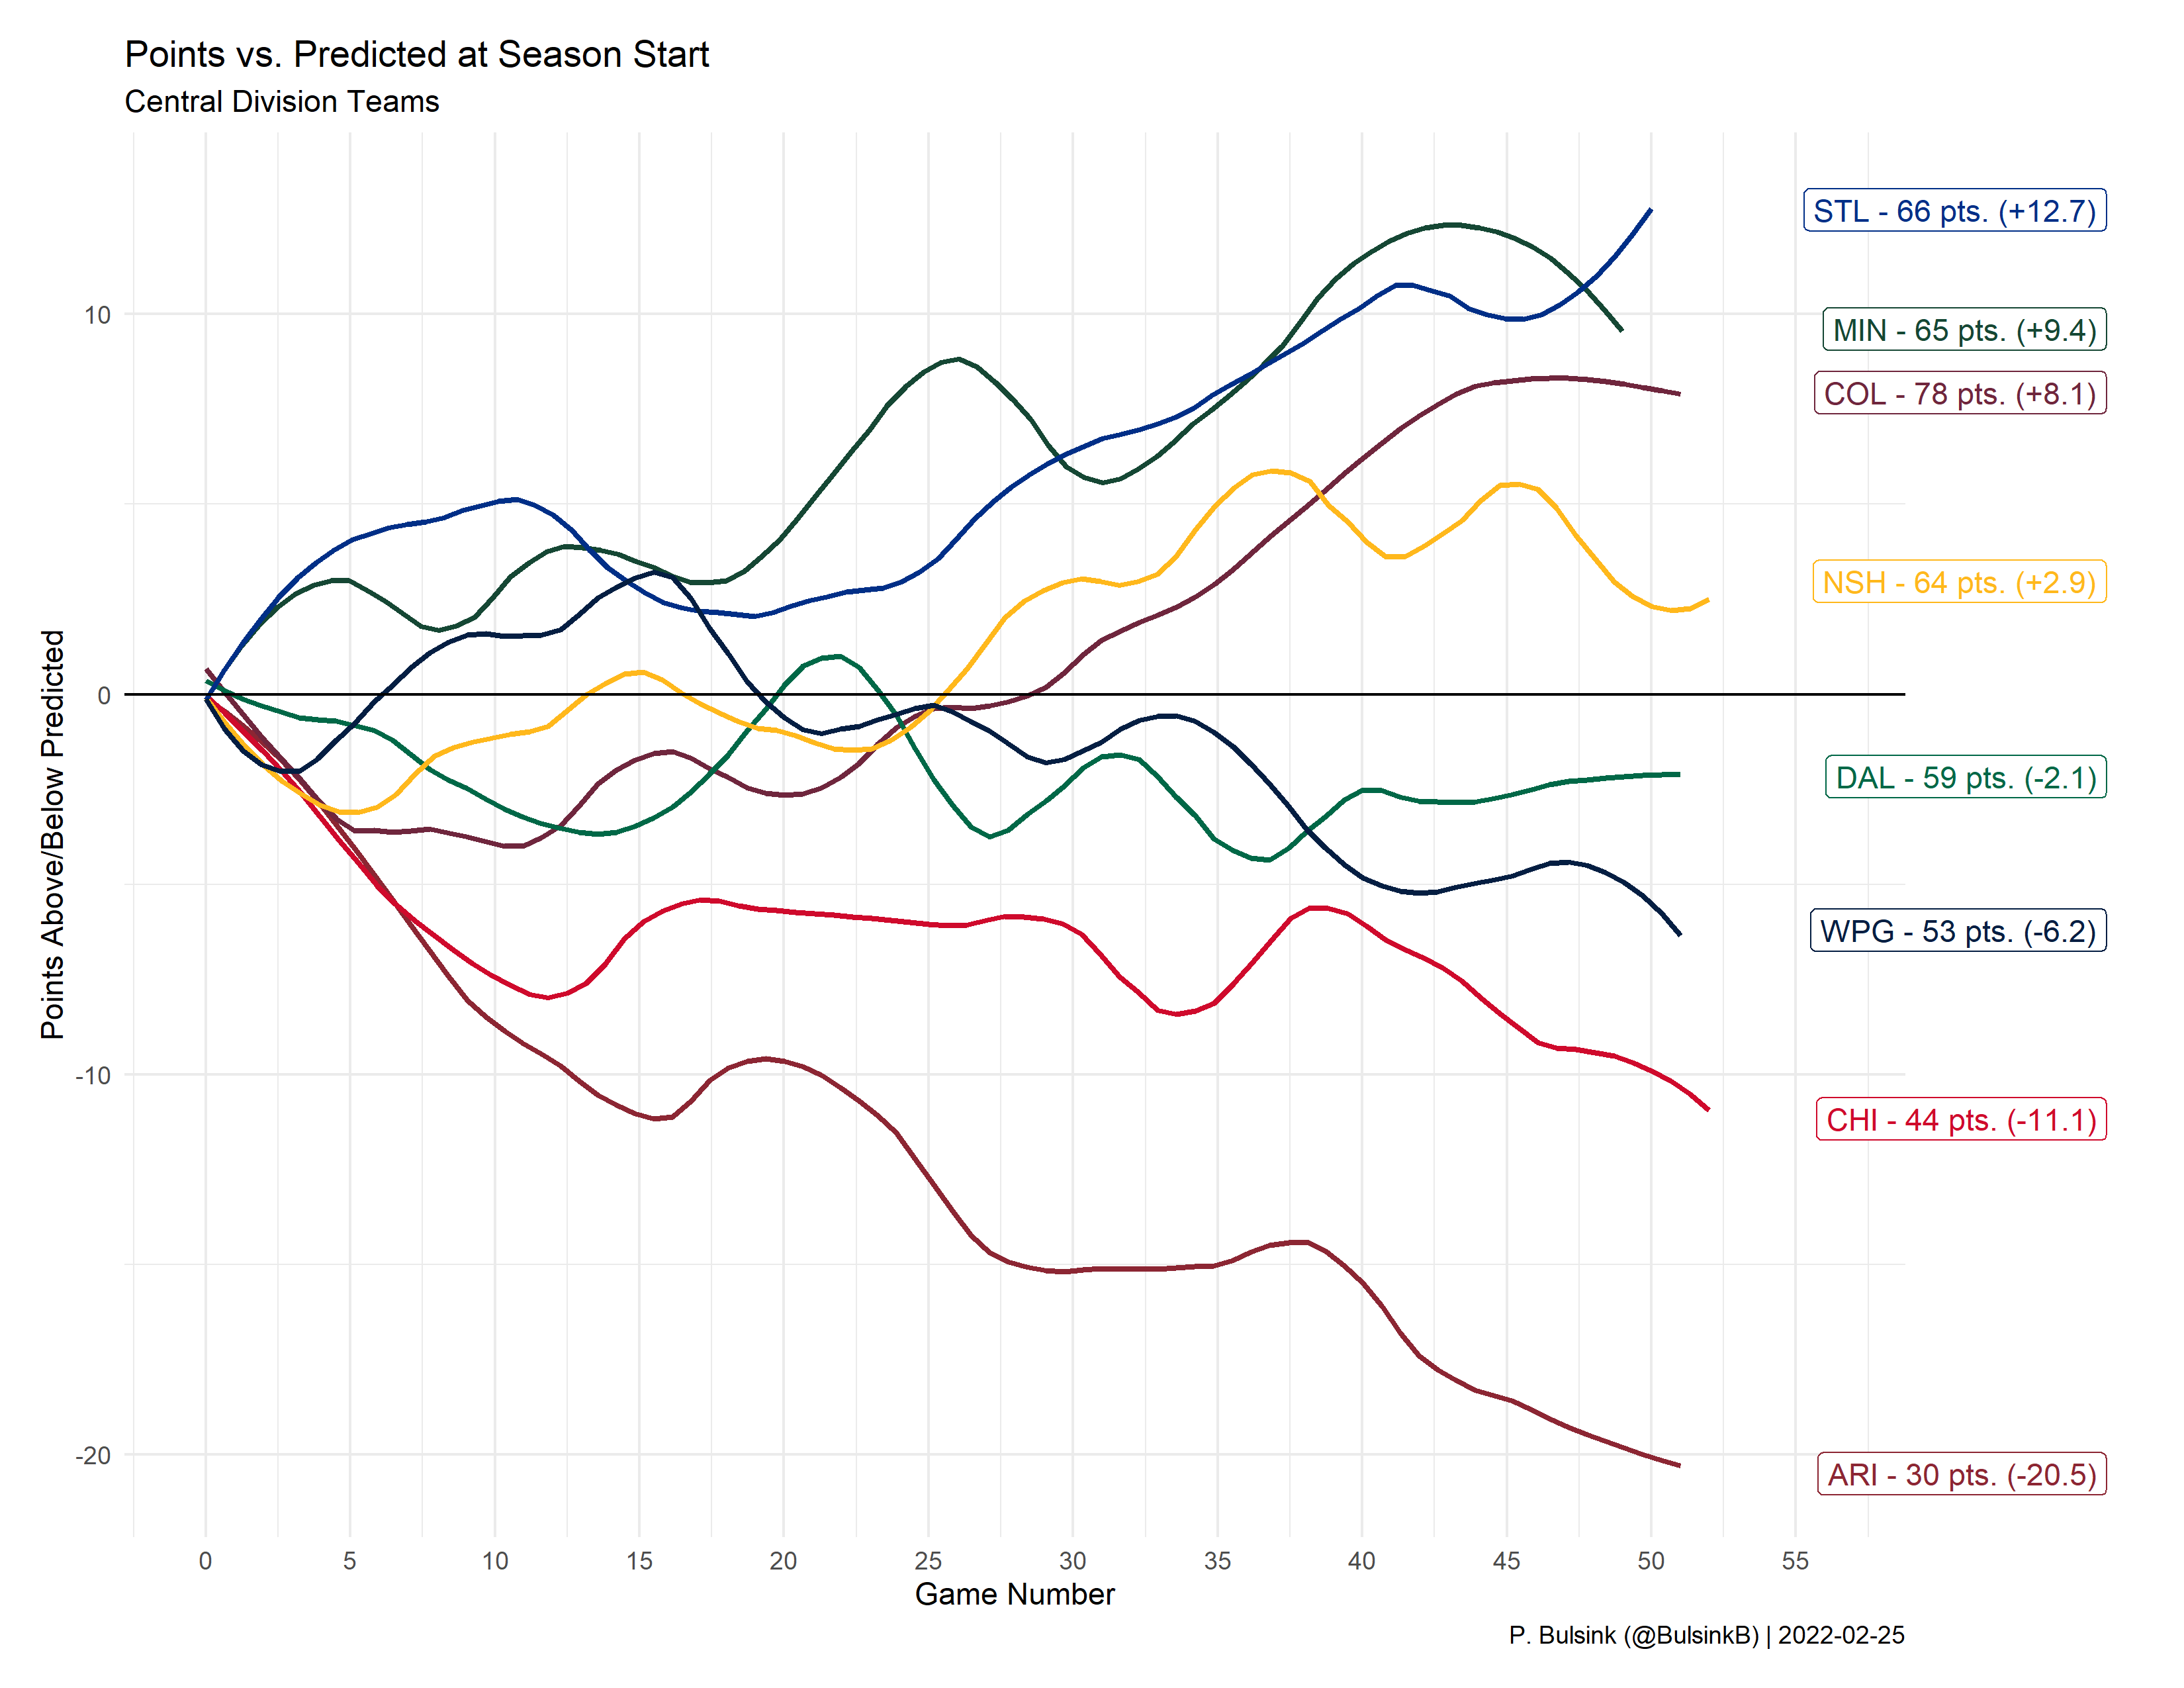 Points vs. Predicted at Season Start
Central Division Teams
STL - 66 pts. (+12.7)
MIN - 65 pts. (+9.4)
COL - 78 pts. (+8.1)
NSH - 64 pts. (+2.9)
DAL - 59 pts. (-2.1)
WPG - 53 pts. (-6.2)
CHI - 44 pts. (-11.1)
ARI - 30 pts. (-20.5)
Points Above/Below Predicted
10
0
-10
-20
0 5 10 15 20 25 30 35 40 45 50 55
Game Number
P. Bulsink (@BulsinkB) | 2022-02-25